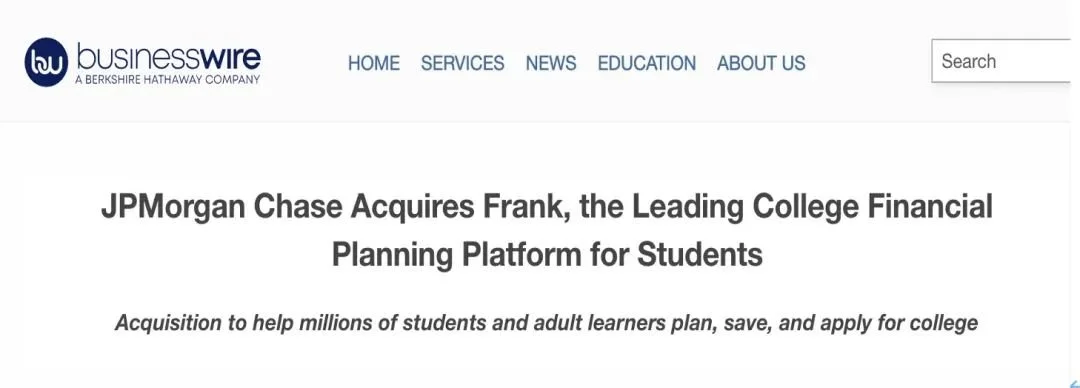 bw businesswire
A BERKSHIRE HATHAWAY COMPANY
HOME SERVICES NEWS EDUCATION ABOUT US
Search
JPMorgan Chase Acquires Frank, the Leading College Financial
Planning Platform for Students
Acquisition to help millions of students and adult learners plan, save, and apply for college